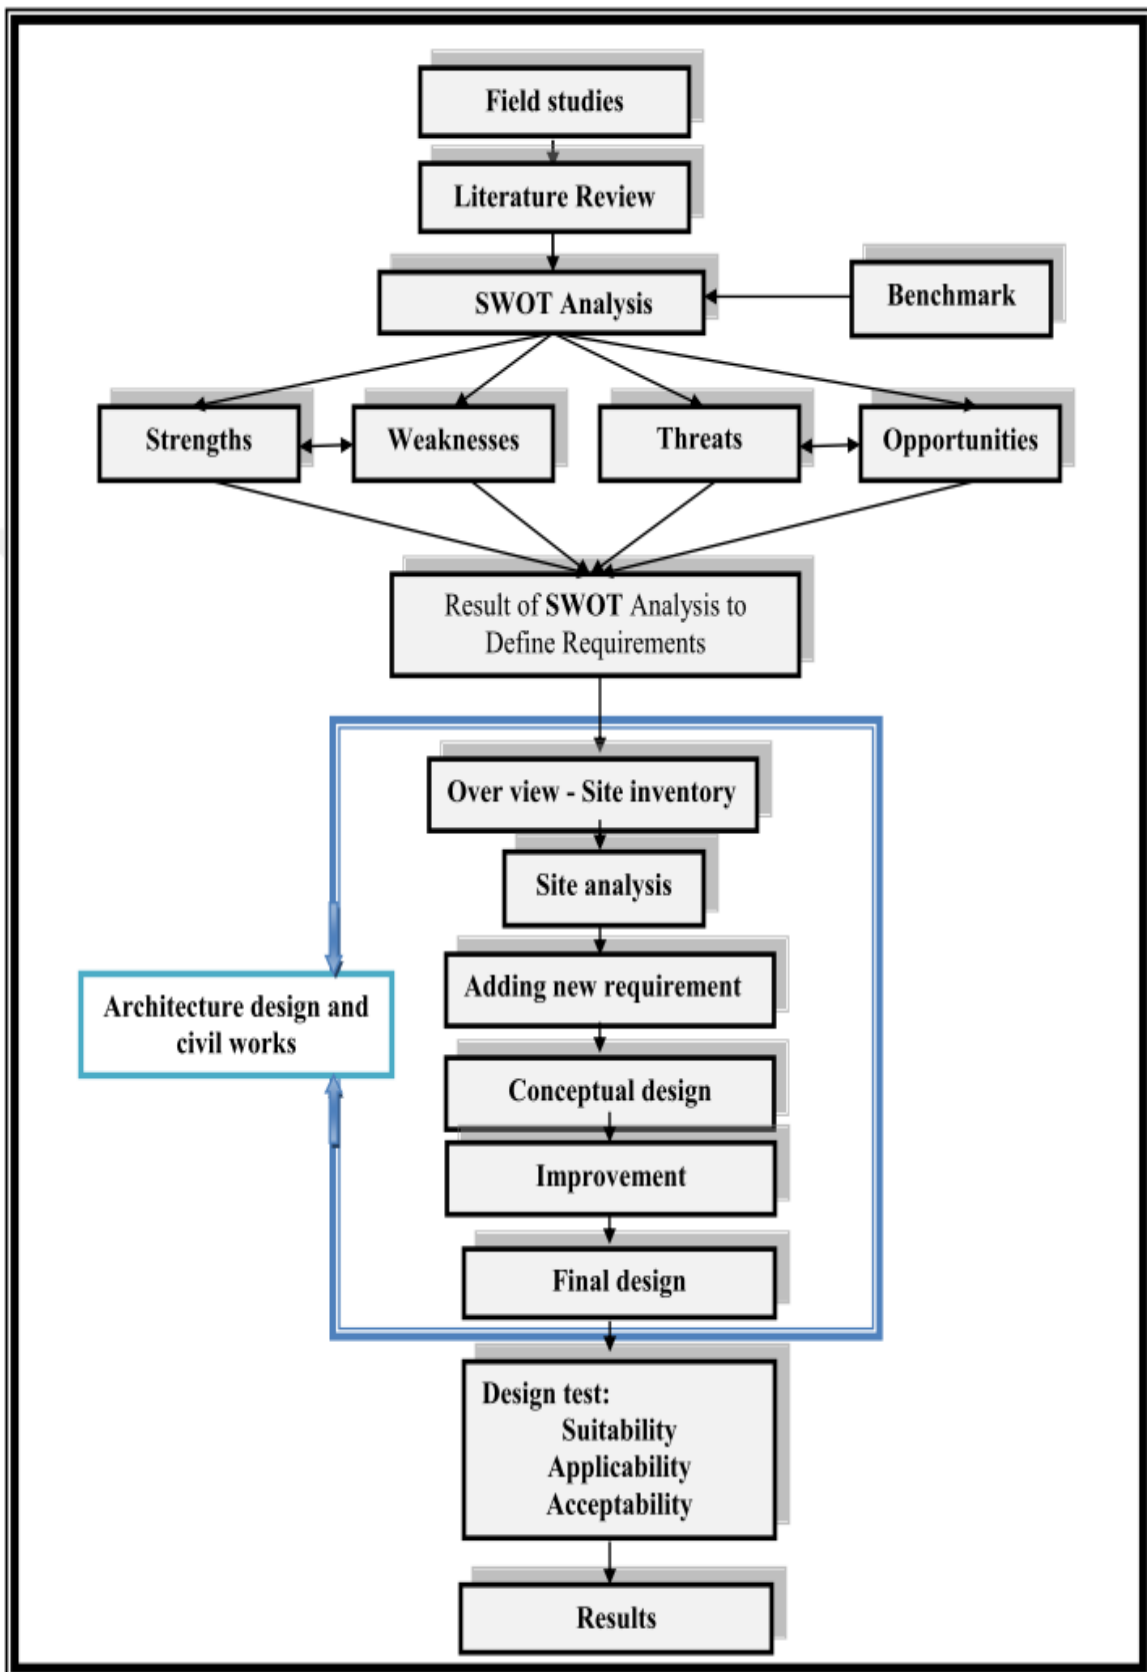 Field studies
Literature Review
SWOT Analysis
Benchmark
Strengths
Weaknesses
Threats
Opportunities
Result of SWOT Analysis to
Define Requirements
Over view - Site inventory
Site analysis
Adding new requirement
Architecture design and
civil works
Conceptual design
Improvement
Final design
Design test:
Suitability
Applicability
Acceptability
Results